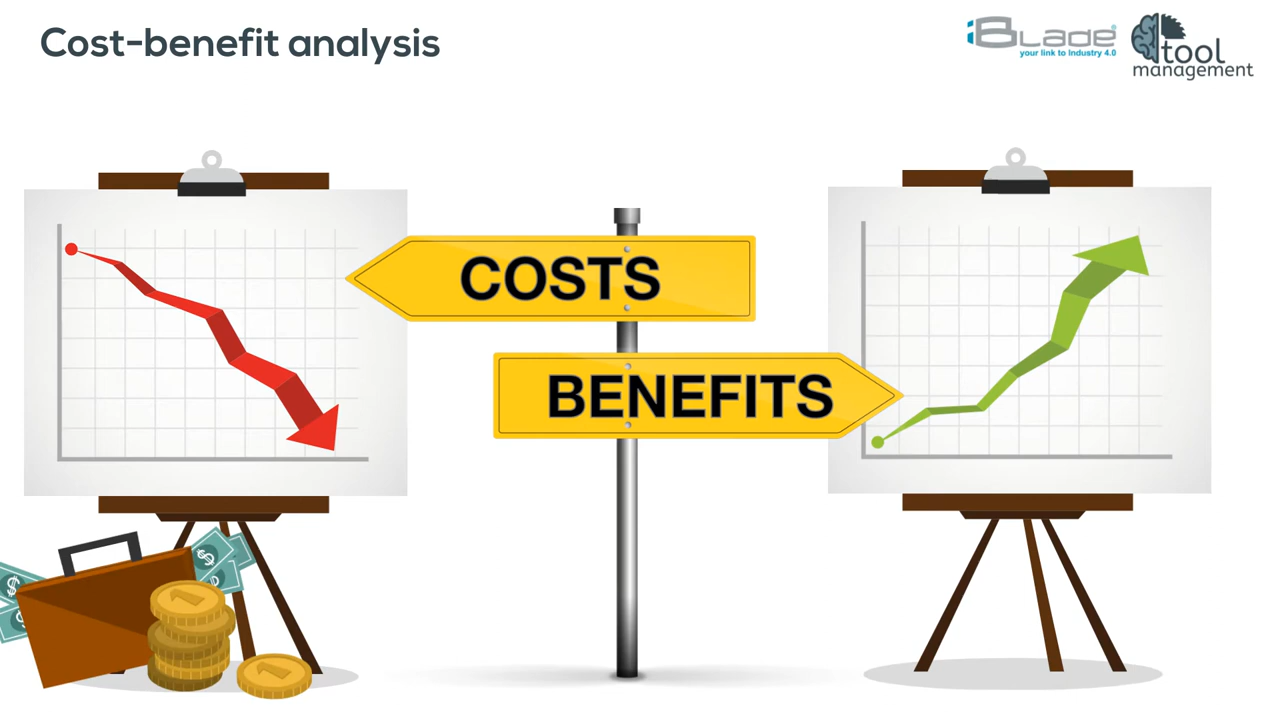 Cost-benefit analysis
iBLade®
your link to Industry 4.0
tool
management
COSTS
BENEFITS